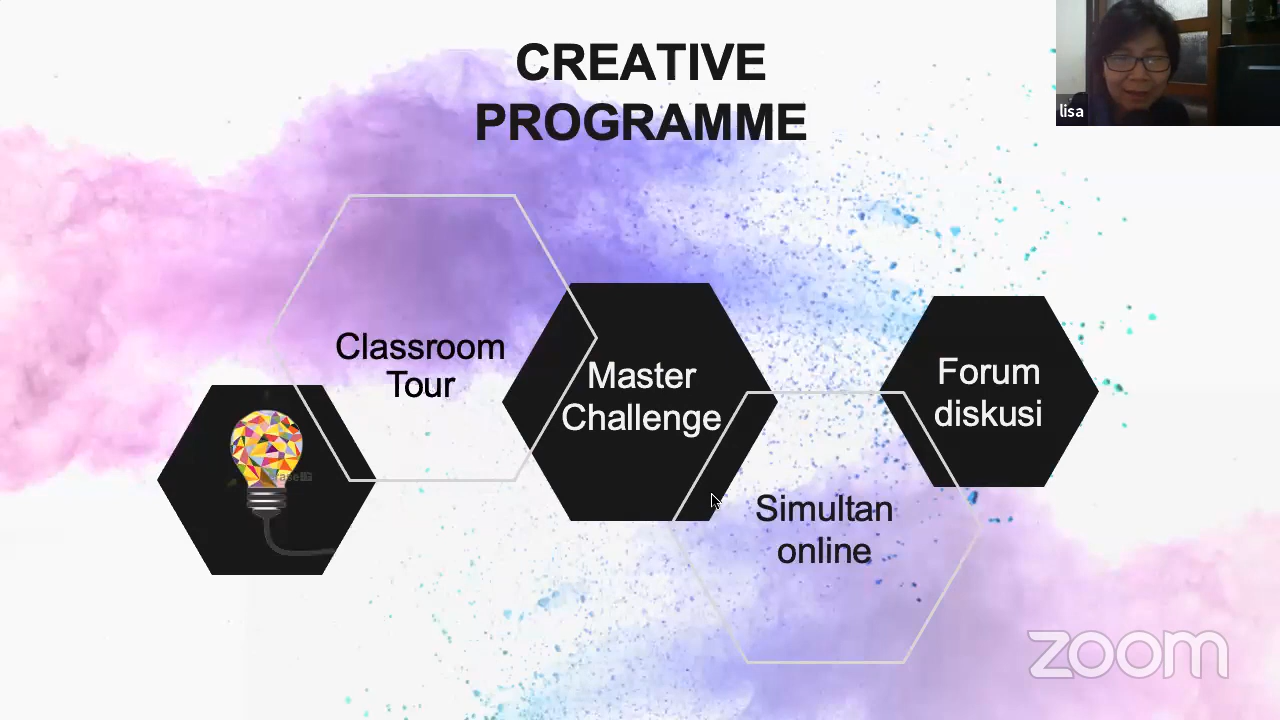 CREATIVE
PROGRAMME
lisa
Classroom
Tour
Master
Challenge
Forum
diskusi
Simultan
online
zoom